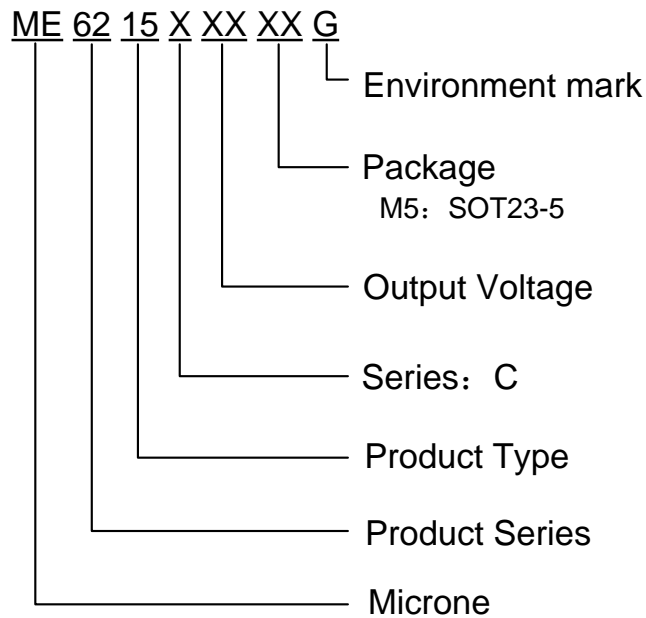 ME 62 15 X XX XX G
Environment mark
Package
M5：SOT23-5
Output Voltage
Series：C
Product Type
Product Series
Microne